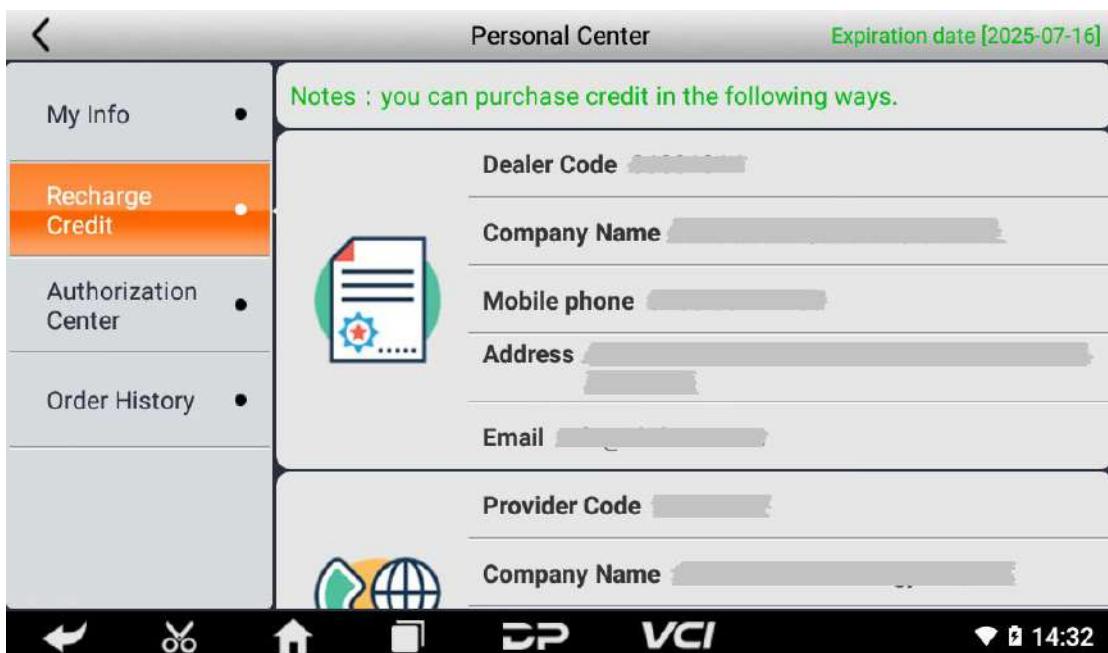 Personal Center
Expiration date [2025-07-16]
My Info
Recharge
Credit
Authorization
Center
Order History
Notes : you can purchase credit in the following ways.
Dealer Code
Company Name
Mobile phone
Address
Email
Provider Code
Company Name
DP
VCI
14:32